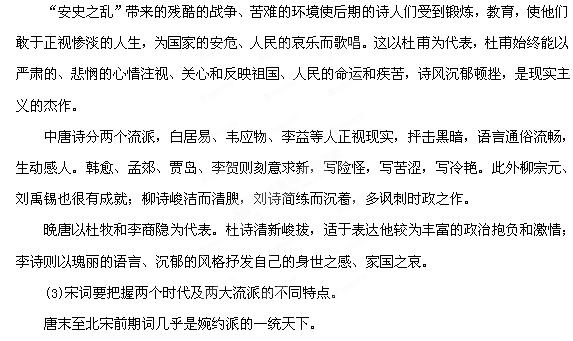 “安史之乱”带来的残酷的战争、苦难的环境使后期的诗人们受到锻炼，教育，使他们
敢于正视惨淡的人生，为国家的安危、人民的哀乐而歌唱。这以杜甫为代表，杜甫始终能以
严肃的、悲悯的心情注视、关心和反映祖国、人民的命运和疾苦，诗风沉郁顿挫，是现实主
义的杰作。
中唐诗分两个流派，白居易、韦应物、李益等人正视现实，抨击黑暗，语言通俗流畅，
生动感人。韩愈、孟郊、贾岛、李贺则刻意求新，写险怪，写苦涩，写冷艳。此外柳宗元、
刘禹锡也很有成就；柳诗峻洁而清腴，刘诗简练而沉着，多讽刺时政之作。
晚唐以杜牧和李商隐为代表。杜诗清新峻拔，适于表达他较为丰富的政治抱负和激情；
李诗则以瑰丽的语言、沉郁的风格抒发自己的身世之感、家国之哀。
(3)宋词要把握两个时代及两大流派的不同特点。
唐末至北宋前期词几乎是婉约派的一统天下。